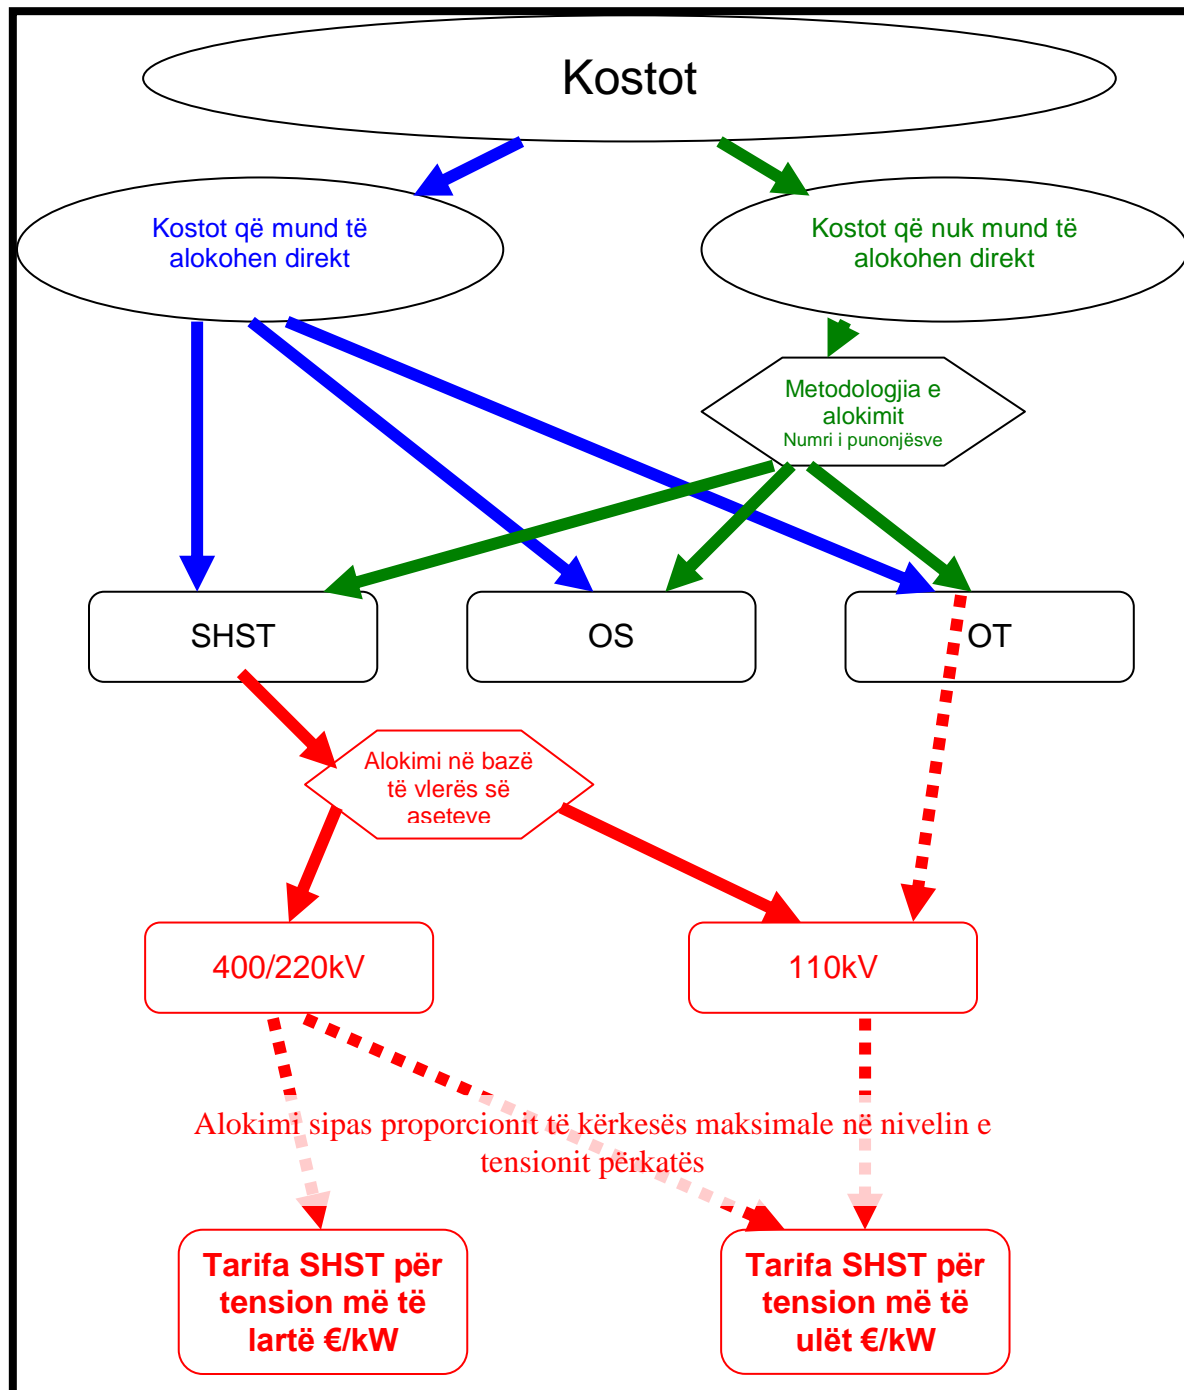 Kostot
Kostot që mund të
alokohen direkt
Kostot që nuk mund të
alokohen direkt
Metodologjia e
alokimit
Numri i punonjësve
SHST
OS
OT
Alokimi në bazë
të vlerës së
aseteve
400/220kV
110kV
Alokimi sipas proporcionit të kërkesës maksimale në nivelin e
tensionit përkatës
Tarifa SHST për
tension më të
lartë €/kW
Tarifa SHST për
tension më të
ulët €/kW